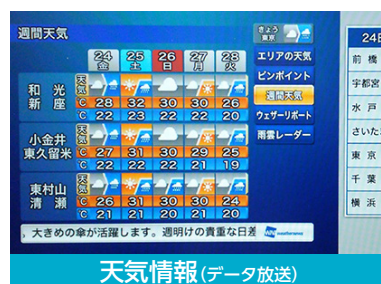 週間天気
きょう 東京
24 25 26 27 28
金 土 日 月 火
エリアの天気
ピンポイント
週間天気
ウェザーリポート
雨雲レーダー
和光 新座
天気
℃ 28 32 30 30 26
℃ 22 23 22 22 20
小金井 東久留米
天気
℃ 27 31 30 29 25
℃ 22 22 22 21 19
東村山 清瀬
天気
℃ 26 31 30 30 24
℃ 21 21 20 20
、大きめの傘が活躍します。週明けの貴重な日差
weathernews
24日
前橋
宇都宮
水戸
さいた
東京
千葉
横浜
天気情報(データ放送)